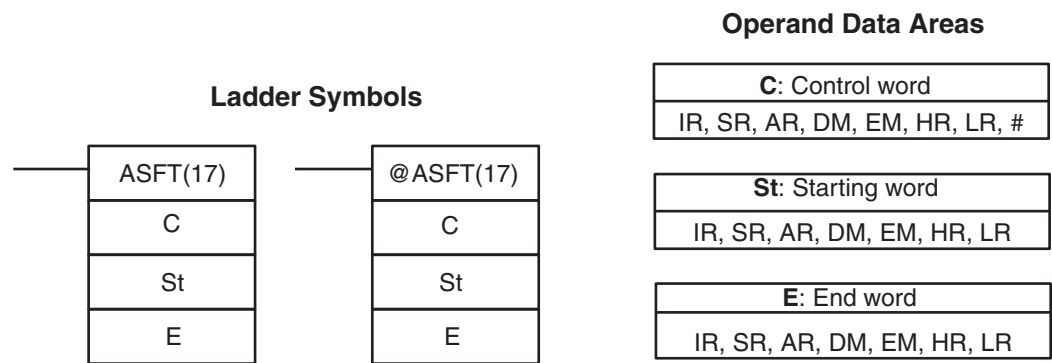 Operand Data Areas
Ladder Symbols
ASFT(17)
C
St
E
@ASFT(17)
C
St
E
C: Control word
IR, SR, AR, DM, EM, HR, LR, #
St: Starting word
IR, SR, AR, DM, EM, HR, LR
E: End word
IR, SR, AR, DM, EM, HR, LR